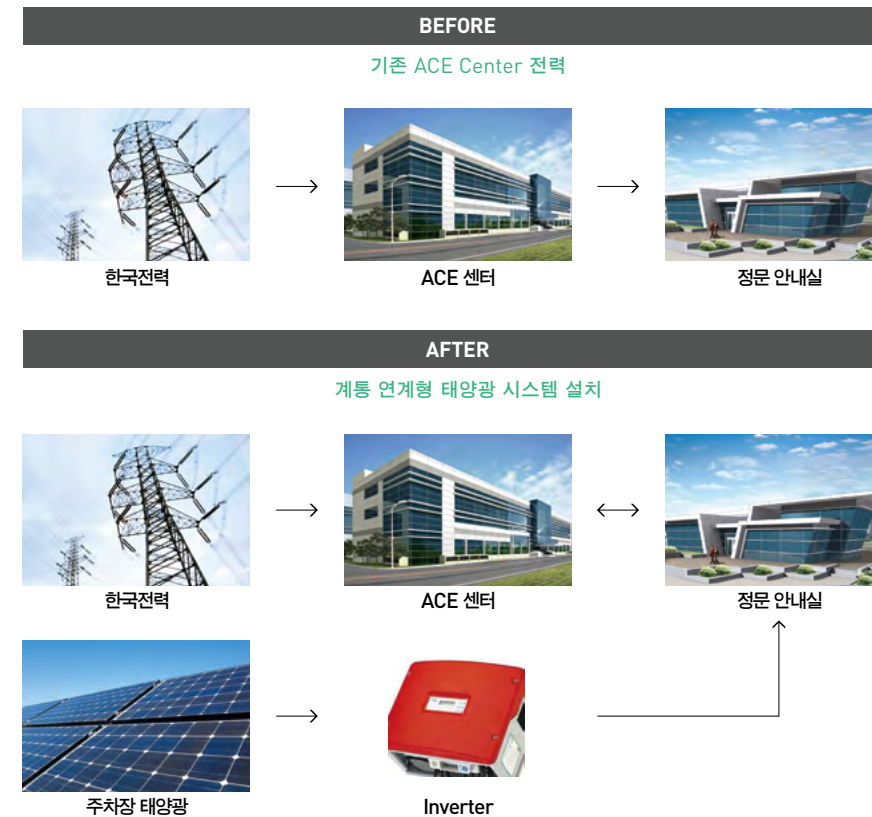 BEFORE
기존 ACE Center 전력
한국전력
ACE 센터
정문 안내실
AFTER
계통 연계형 태양광 시스템 설치
한국전력
ACE 센터
정문 안내실
주차장 태양광
Inverter